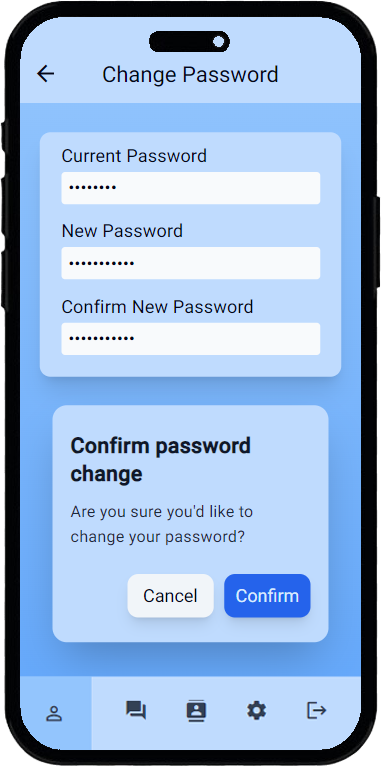 Change Password
Current Password
••••••••
New Password
•••••••••••
Confirm New Password
•••••••••••
Confirm password
change
Are you sure you'd like to
change your password?
Cancel Confirm